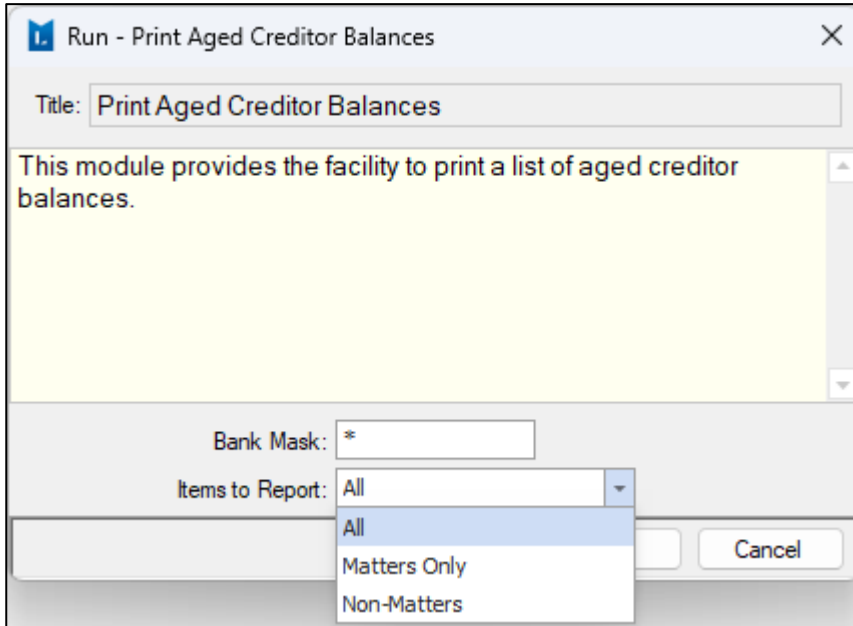 L Run - Print Aged Creditor Balances
Title: Print Aged Creditor Balances
This module provides the facility to print a list of aged creditor
balances.
Bank Mask: *
Items to Report: All
All
Cancel
Matters Only
Non-Matters